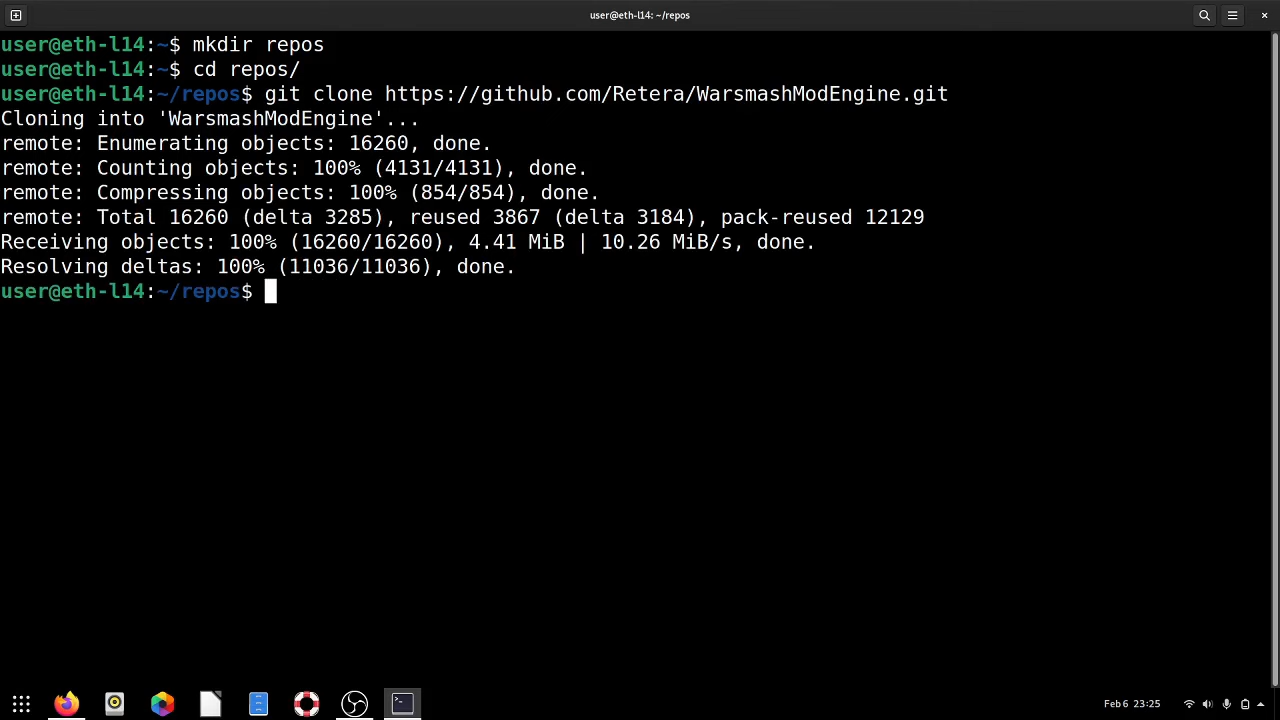 user@eth-l14: ~/repos
user@eth-l14:~$ mkdir repos
user@eth-l14:~$ cd repos/
user@eth-l14:~/repos$ git clone https://github.com/Retera/WarsmashModEngine.git
Cloning into 'WarsmashModEngine'...
remote: Enumerating objects: 16260, done.
remote: Counting objects: 100% (4131/4131), done.
remote: Compressing objects: 100% (854/854), done.
remote: Total 16260 (delta 3285), reused 3867 (delta 3184), pack-reused 12129
Receiving objects: 100% (16260/16260), 4.41 MiB | 10.26 MiB/s, done.
Resolving deltas: 100% (11036/11036), done.
user@eth-l14:~/repos$
Feb 6 23:25